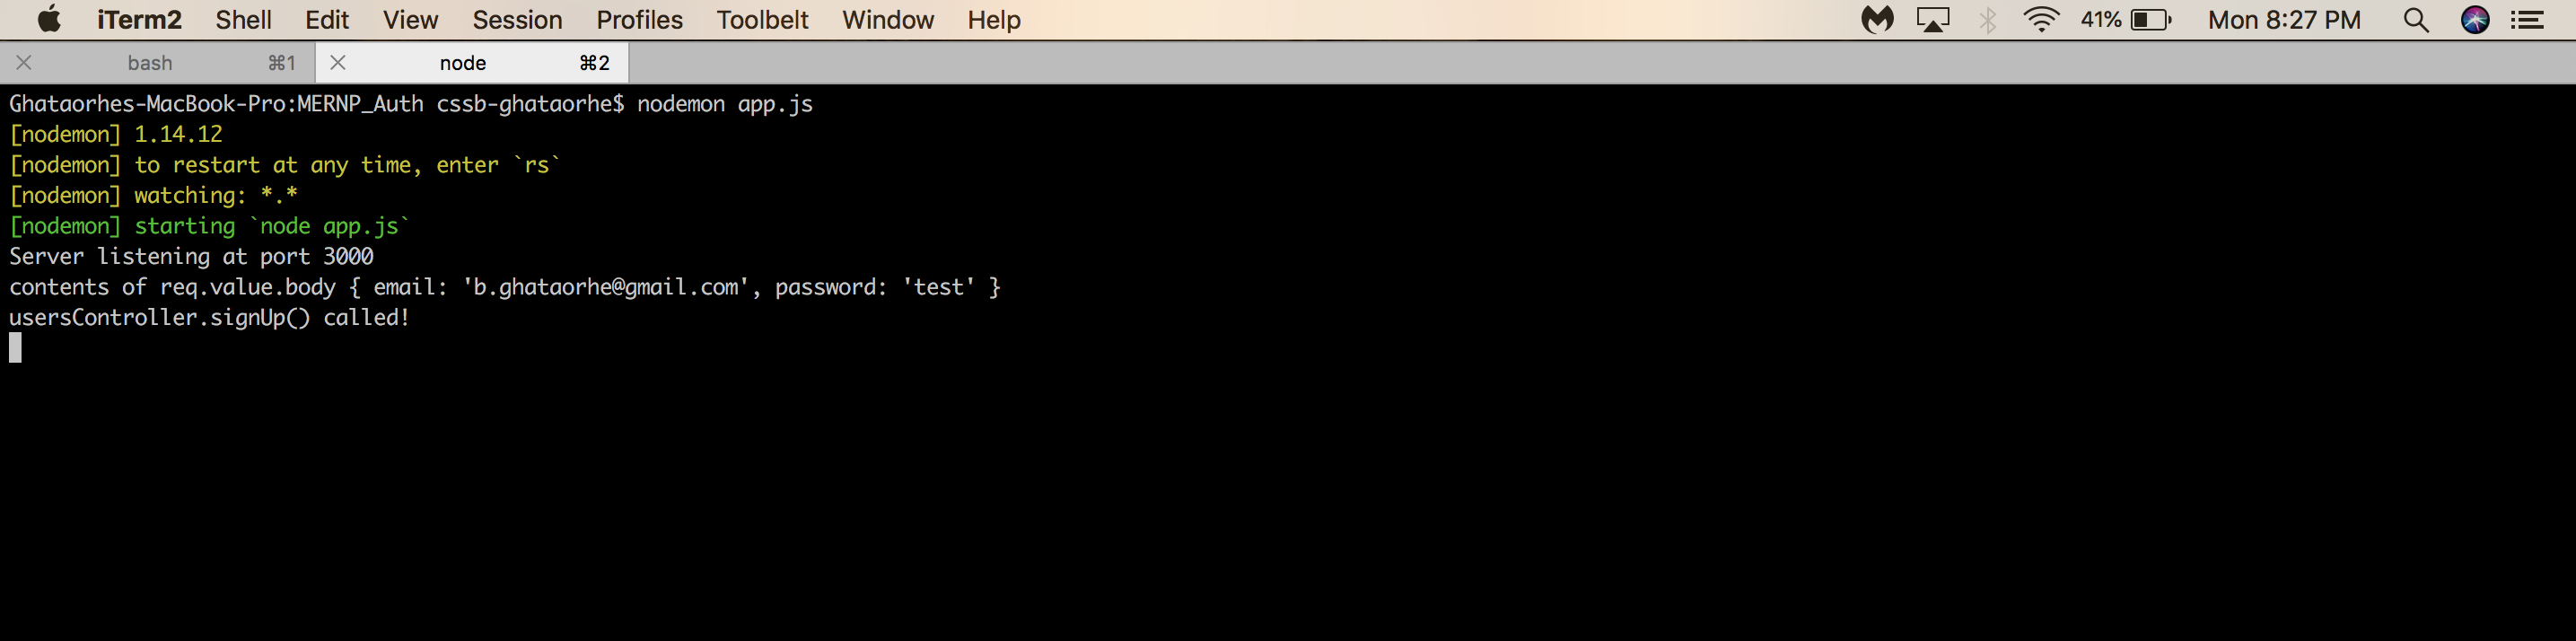 iTerm2 Shell Edit View Session Profiles Toolbelt Window Help 41% Mon 8:27 PM
bash ⌘1 node ⌘2
Ghataorhes-MacBook-Pro:MERNP_Auth cssb-ghataorhe$ nodemon app.js
[nodemon] 1.14.12
[nodemon] to restart at any time, enter `rs`
[nodemon] watching: *.*
[nodemon] starting `node app.js`
Server listening at port 3000
contents of req.value.body { email: 'b.ghataorhe@gmail.com', password: 'test' }
usersController.signUp() called!